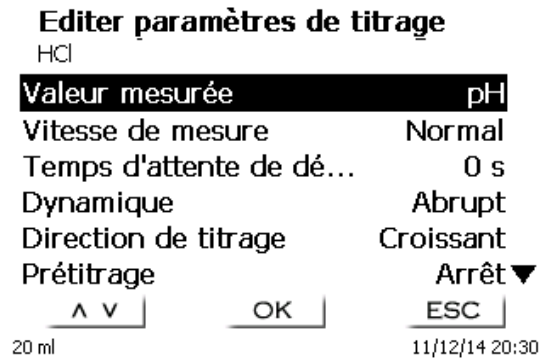 Editer paramètres de titrage
HCl
Valeur mesurée pH
Vitesse de mesure Normal
Temps d'attente de dé... 0 s
Dynamique Abrupt
Direction de titrage Croissant
Prétitrage Arrêt▼
∧ ∨ OK ESC
20 ml 11/12/14 20:30